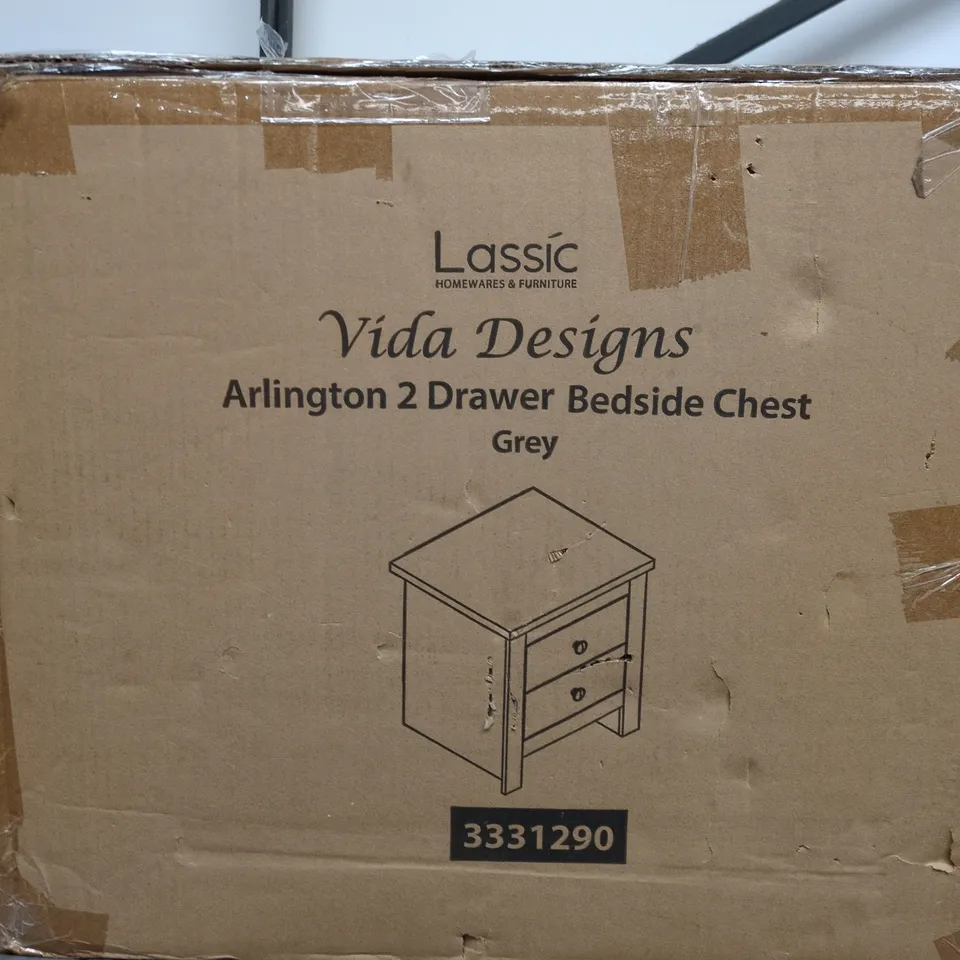 Lassic
HOMEWARES & FURNITURE
Vida Designs
Arlington 2 Drawer Bedside Chest
Grey
3331290